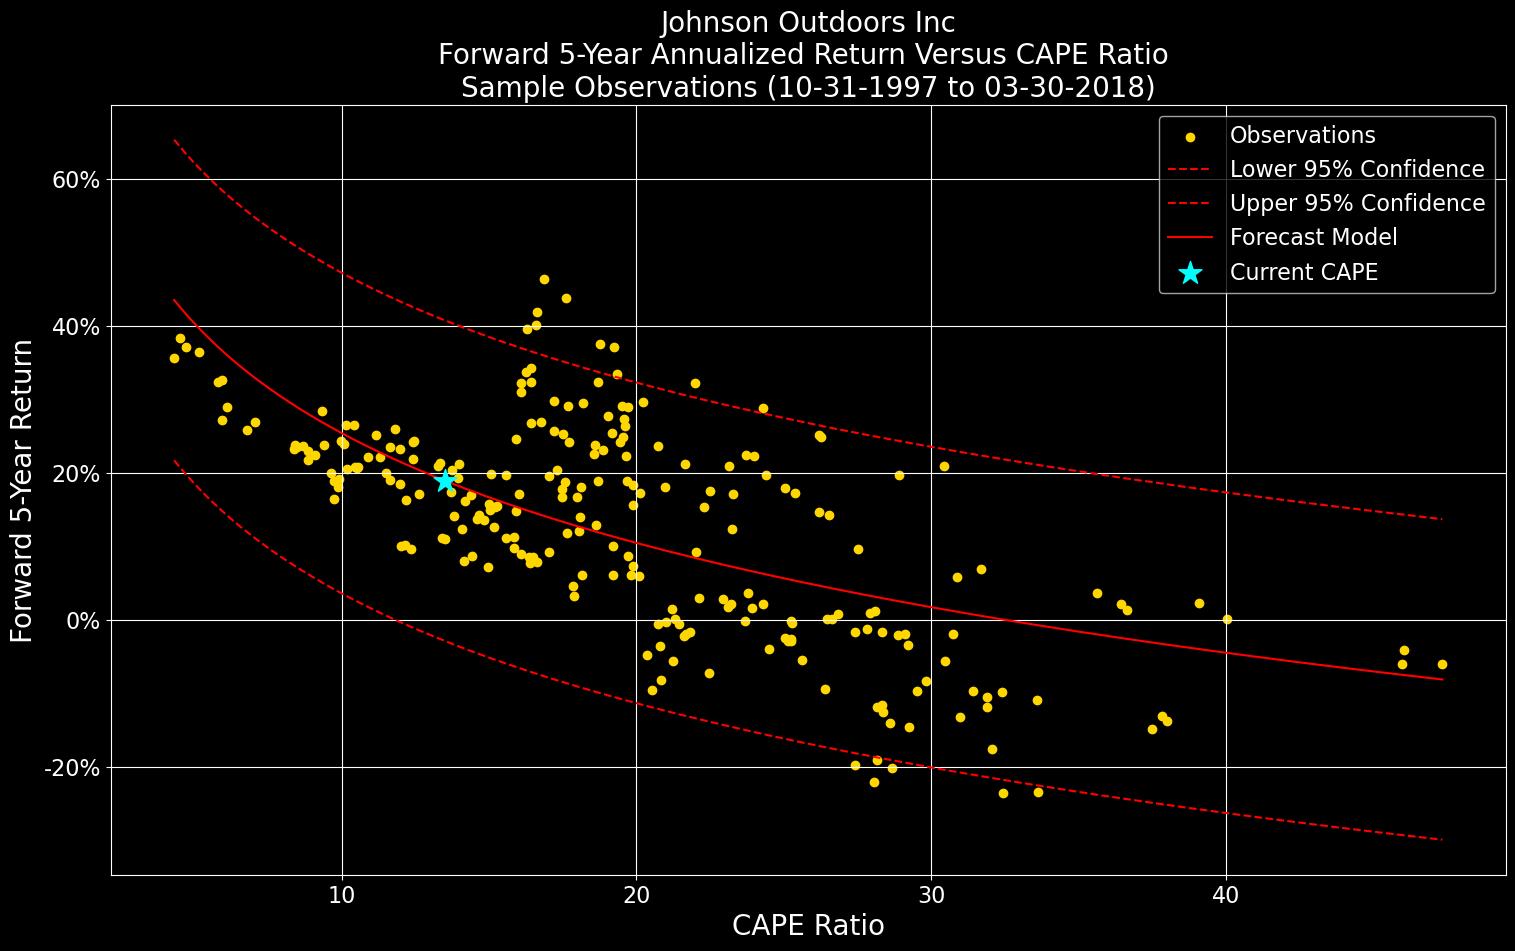 Johnson Outdoors Inc
Forward 5-Year Annualized Return Versus CAPE Ratio
Sample Observations (10-31-1997 to 03-30-2018)
Observations
Lower 95% Confidence
Upper 95% Confidence
Forecast Model
Current CAPE
Forward 5-Year Return
60%
40%
20%
0%
-20%
10
20
30
40
CAPE Ratio